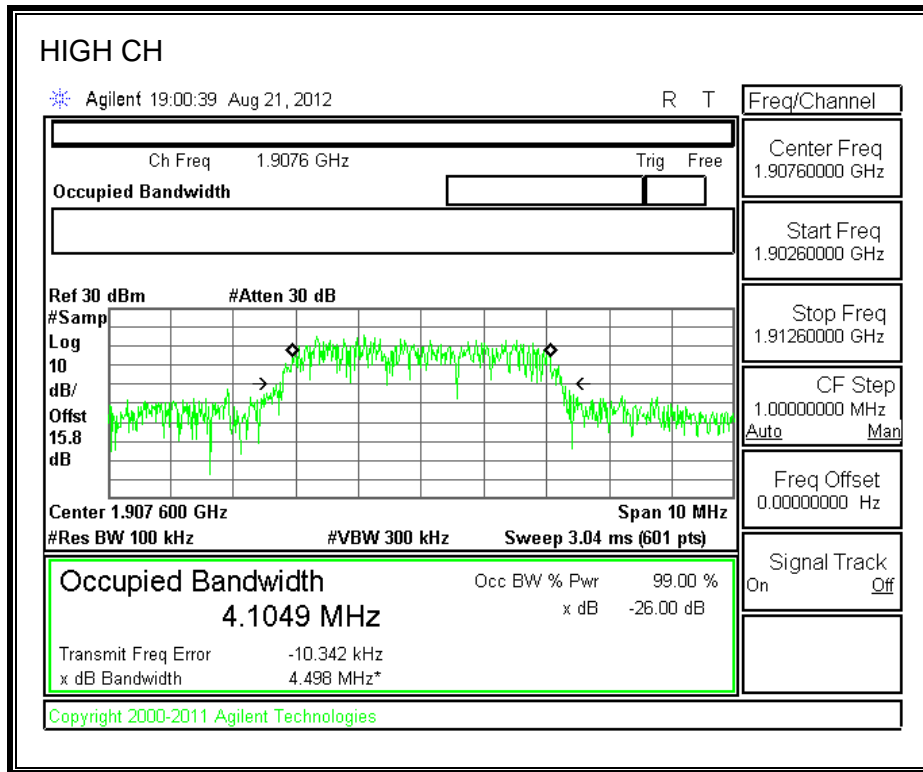 HIGH CH
Agilent 19:00:39 Aug 21, 2012 R T
Ch Freq 1.9076 GHz Trig Free
Occupied Bandwidth
Ref 30 dBm #Atten 30 dB
#Samp
Log
10
dB/
Offst
15.8
dB
Center 1.907 600 GHz Span 10 MHz
#Res BW 100 kHz #VBW 300 kHz Sweep 3.04 ms (601 pts)
Occupied Bandwidth Occ BW % Pwr 99.00 %
4.1049 MHz x dB -26.00 dB
Transmit Freq Error -10.342 kHz
x dB Bandwidth 4.498 MHz*
Copyright 2000-2011 Agilent Technologies
Freq/Channel
Center Freq
1.90760000 GHz
Start Freq
1.90260000 GHz
Stop Freq
1.91260000 GHz
CF Step
1.00000000 MHz
Auto Man
Freq Offset
0.00000000 Hz
Signal Track
On Off